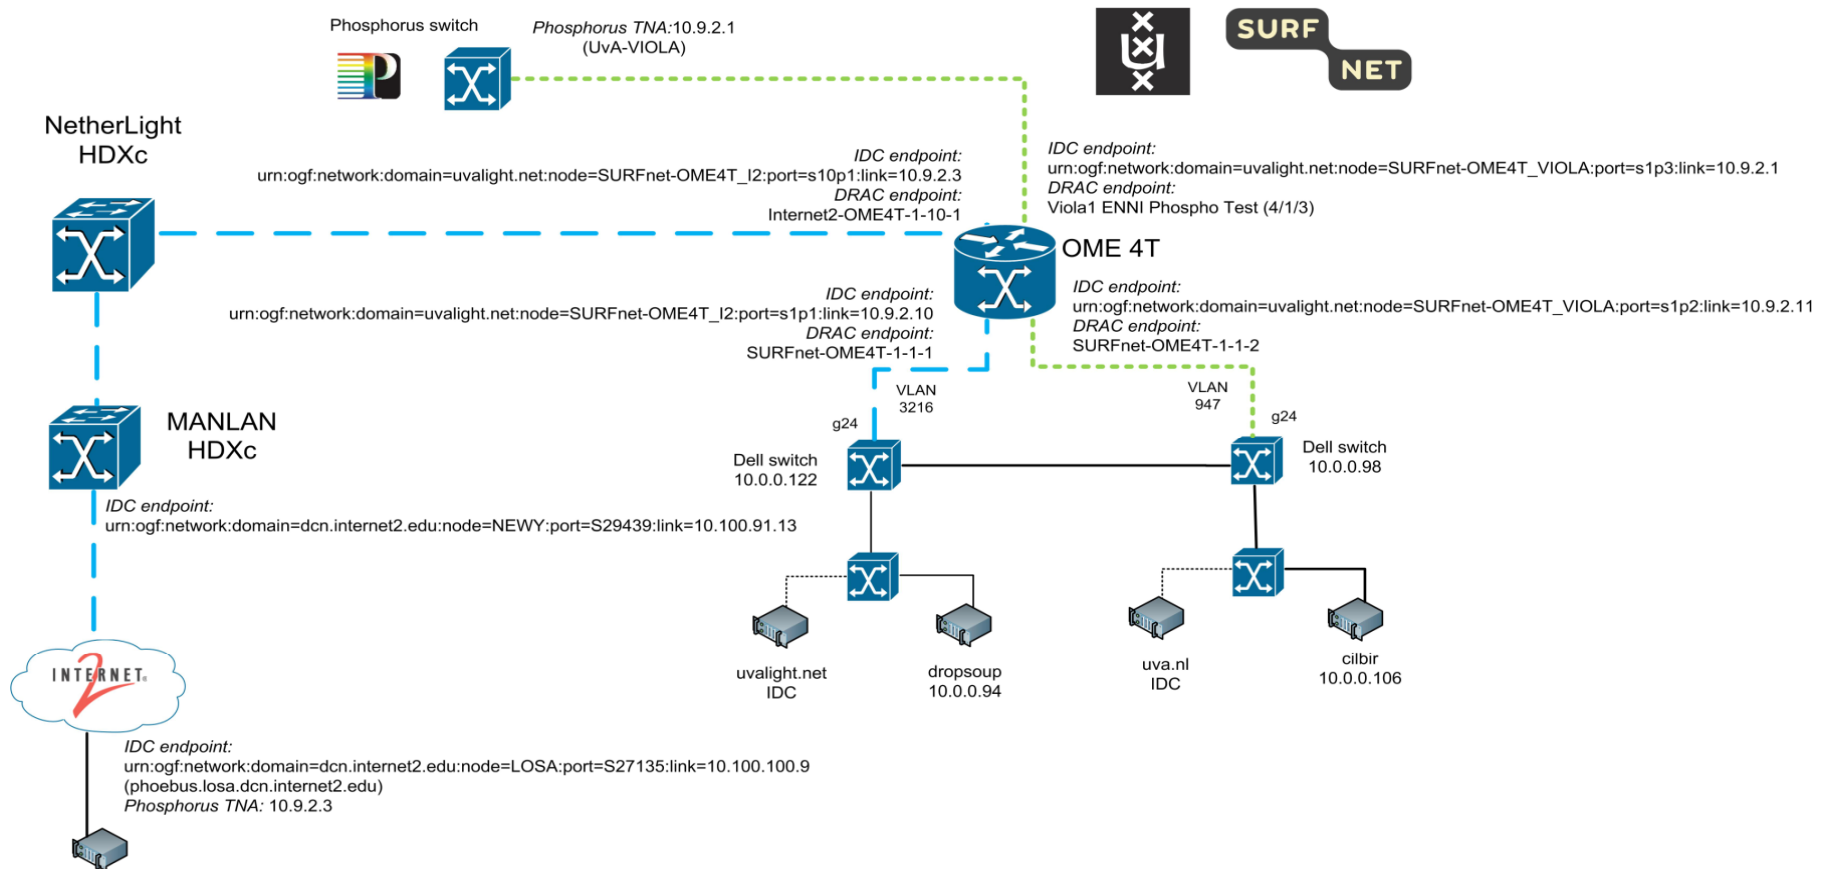 Phosphorus switch
Phosphorus TNA:10.9.2.1
(UvA-VIOLA)
P
U
SURF
NET
NetherLight
HDXc
IDC endpoint:
urn:ogf:network:domain=uvalight.net:node=SURFnet-OME4T_I2:port=s10p1:link=10.9.2.3
DRAC endpoint:
Internet2-OME4T-1-10-1
IDC endpoint:
urn:ogf:network:domain=uvalight.net:node=SURFnet-OME4T_VIOLA:port=s1p3:link=10.9.2.1
DRAC endpoint:
Viola1 ENNI Phospho Test (4/1/3)
OME 4T
IDC endpoint:
urn:ogf:network:domain=uvalight.net:node=SURFnet-OME4T_I2:port=s1p1:link=10.9.2.10
DRAC endpoint:
SURFnet-OME4T-1-1-1
IDC endpoint:
urn:ogf:network:domain=uvalight.net:node=SURFnet-OME4T_VIOLA:port=s1p2:link=10.9.2.11
DRAC endpoint:
SURFnet-OME4T-1-1-2
VLAN
3216
VLAN
947
g24
g24
MANLAN
HDXc
Dell switch
10.0.0.122
Dell switch
10.0.0.98
IDC endpoint:
urn:ogf:network:domain=dcn.internet2.edu:node=NEWY:port=S29439:link=10.100.91.13
INTERNET
2
uvalight.net
IDC
dropsoup
10.0.0.94
uva.nl
IDC
cilbir
10.0.0.106
IDC endpoint:
urn:ogf:network:domain=dcn.internet2.edu:node=LOSA:port=S27135:link=10.100.100.9
(phoebus.losa.dcn.internet2.edu)
Phosphorus TNA: 10.9.2.3